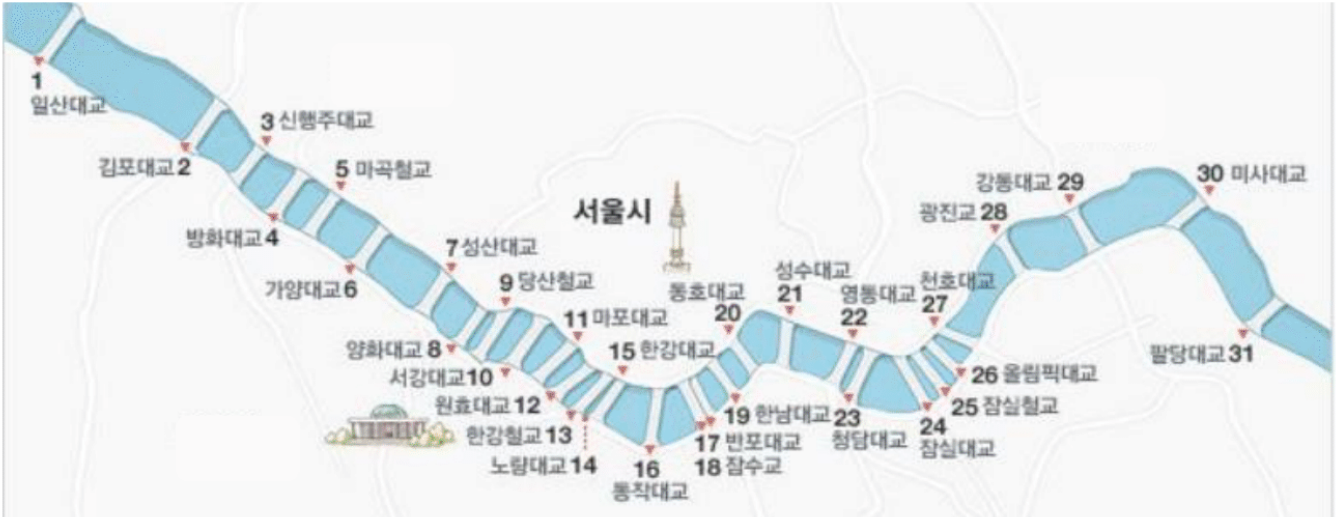 1
일산대교
김포대교 2
3 신행주대교
방화대교 4
5 마곡철교
가양대교 6
7 성산대교
양화대교 8
9 당산철교
서강대교 10
11 마포대교
원효대교 12
한강철교 13
노량대교 14
15 한강대교
16
동작대교
17 반포대교
18 잠수교
19 한남대교
동호대교
20
성수대교
21
영동대교
22
23
청담대교
24
잠실대교
25 잠실철교
26 올림픽대교
천호대교
27
광진교 28
강동대교 29
30 미사대교
팔당대교 31
서울시